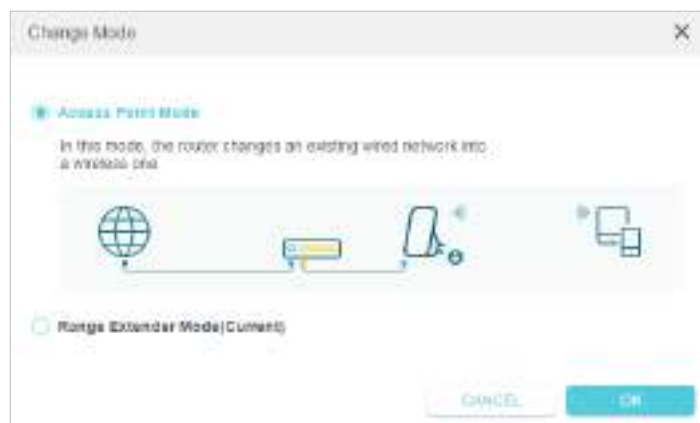 Change Mode
Access Point Mode
In this mode, the router changes an existing wired network into
a wireless one
Range Extender Mode(Current)
CANCEL
OK